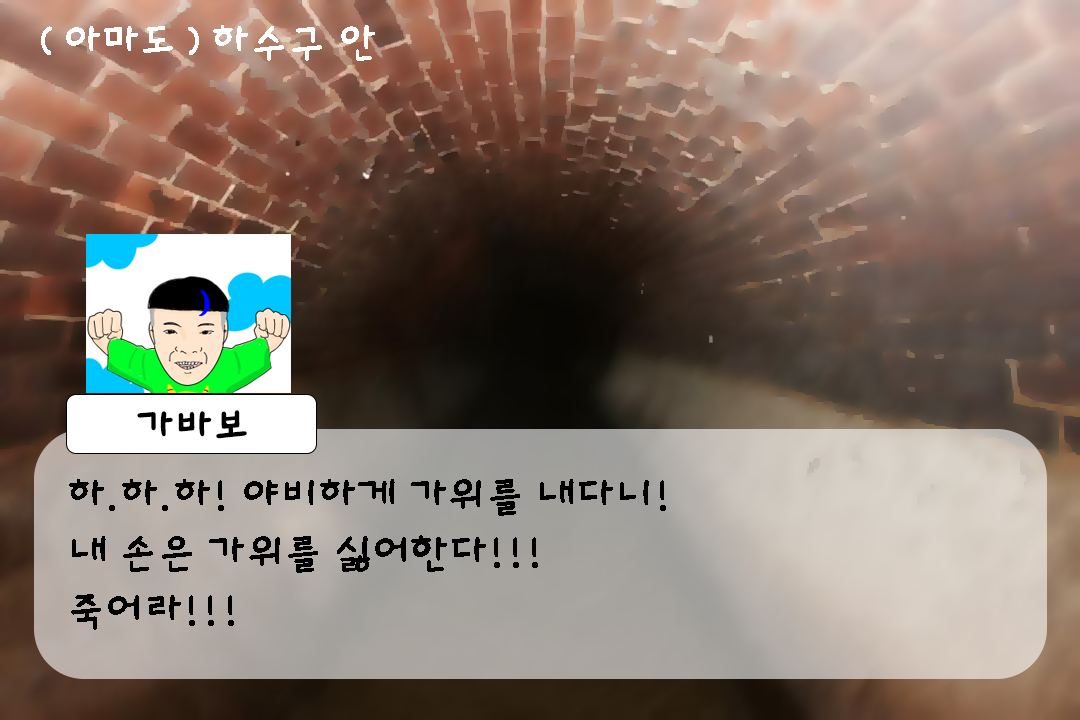 ( 아마도 ) 하수구 안
가바보
하.하.하! 야비하게 가위를 내다니!
내 손은 가위를 싫어한다!!!
죽어라!!!